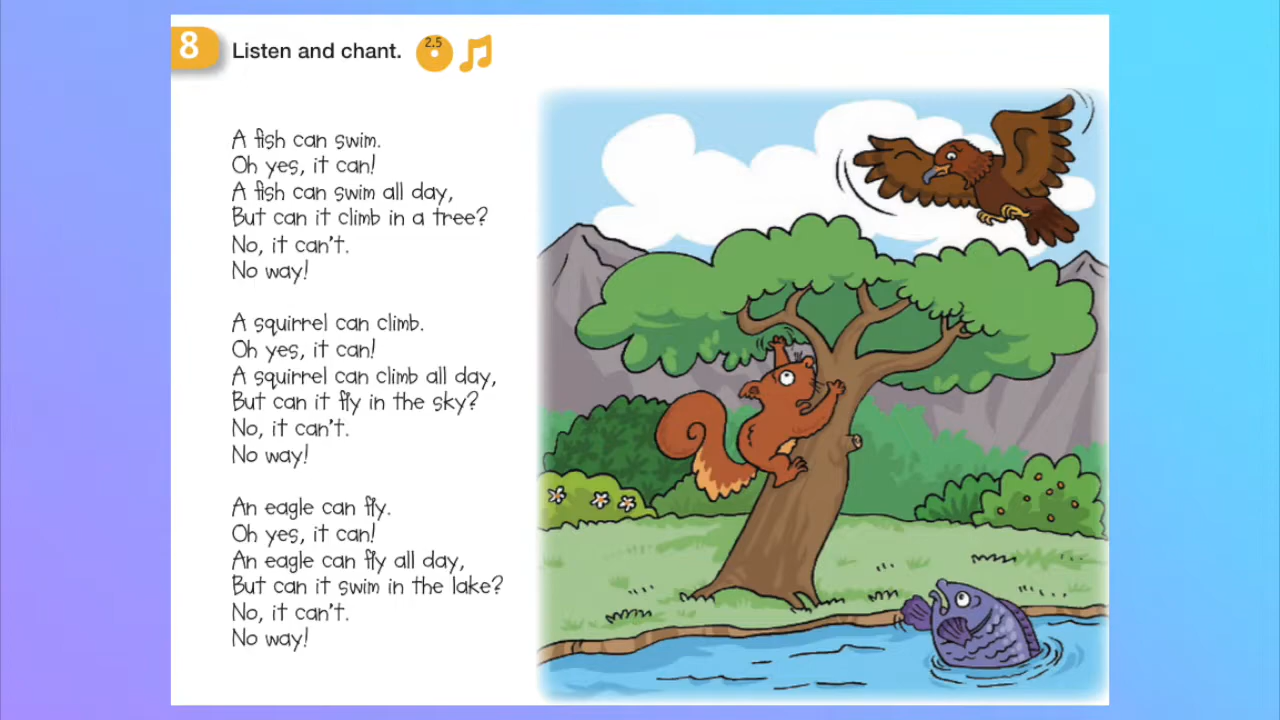 8
Listen and chant.
2.5
A fish can swim.
Oh yes, it can!
A fish can swim all day,
But can it climb in a tree?
No, it can't.
No way!
A squirrel can climb.
Oh yes, it can!
A squirrel can climb all day,
But can it fly in the sky?
No, it can't.
No way!
An eagle can fly.
Oh yes, it can!
An eagle can fly all day,
But can it swim in the lake?
No, it can't.
No way!